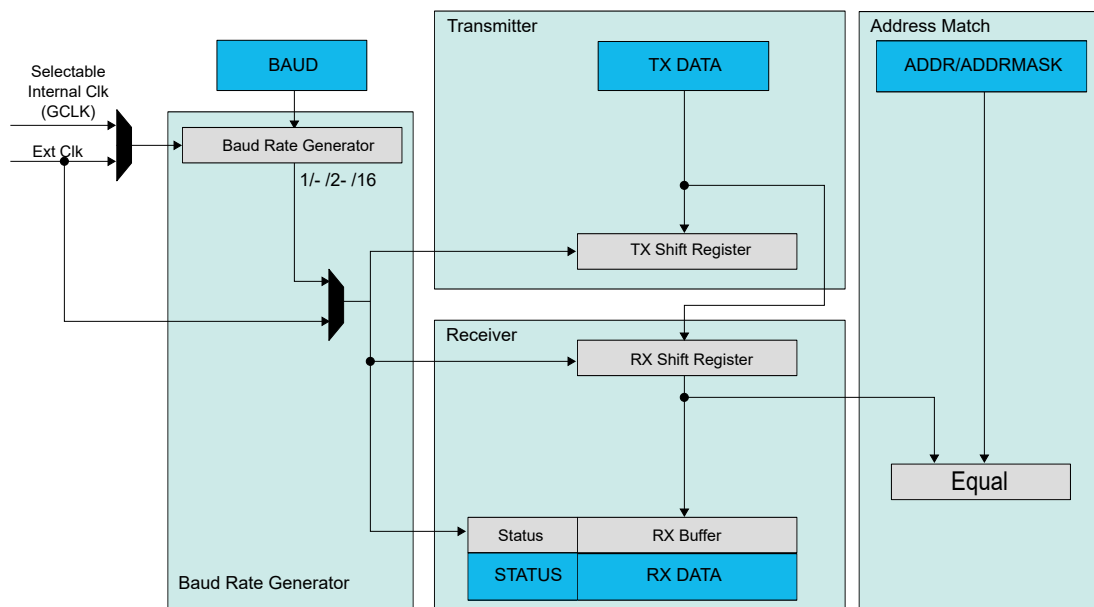 Transmitter
Address Match
BAUD
TX DATA
ADDR/ADDRMASK
Selectable
Internal Clk
(GCLK)
Baud Rate Generator
Ext Clk
1/- /2- /16
TX Shift Register
Receiver
RX Shift Register
Equal
Status
RX Buffer
STATUS
RX DATA
Baud Rate Generator